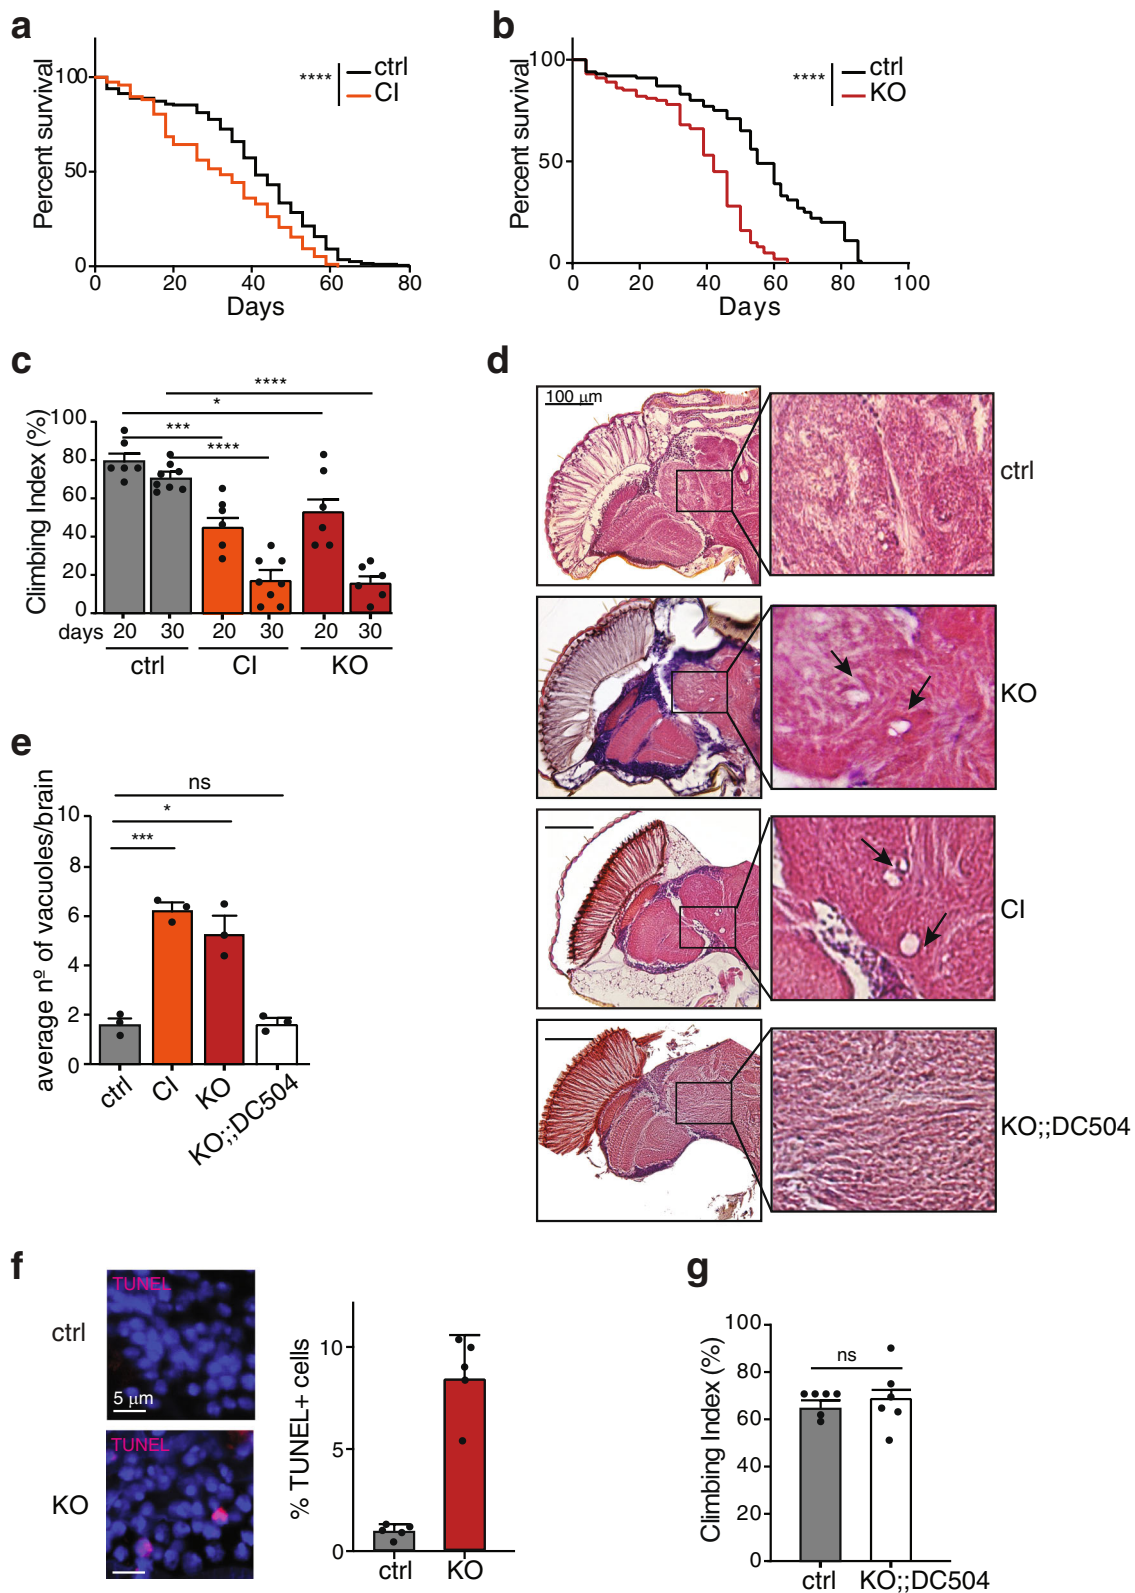 a
Percent survival
100
50
0
0 20 40 60 80
Days
**** ctrl
CI
b
Percent survival
100
50
0
0 20 40 60 80 100
Days
**** ctrl
KO
c
Climbing Index (%)
100
80
60
40
20
0
****
*
***
****
days 20 30 20 30 20 30
ctrl CI KO
d
100 μm
ctrl
KO
CI
KO;;DC504
e
average nº of vacuoles/brain
10
8
6
4
2
0
ns
*
***
ctrl CI KO KO;;DC504
f
ctrl
TUNEL
5 μm
KO
TUNEL
% TUNEL+ cells
10
5
0
ctrl KO
g
Climbing Index (%)
100
80
60
40
20
0
ns
ctrl KO;;DC504